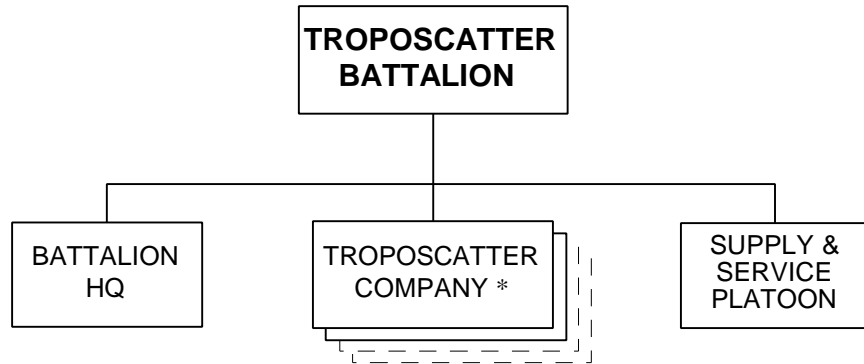 TROPOSCATTER
BATTALION
BATTALION
HQ
TROPOSCATTER
COMPANY *
SUPPLY &
SERVICE
PLATOON